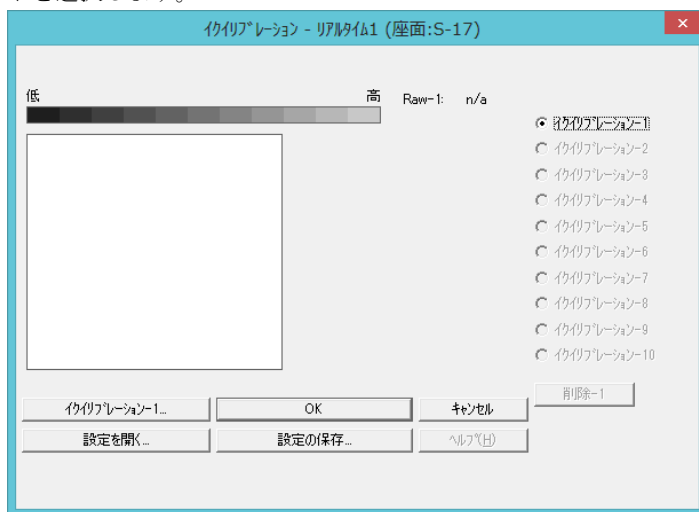 ｲｸｲﾘﾌﾞﾚｰｼｮﾝ - ﾘｱﾙﾀｲﾑ1 (座面:S-17)
低 高 Raw-1: n/a
ｲｸｲﾘﾌﾞﾚｰｼｮﾝ-1
ｲｸｲﾘﾌﾞﾚｰｼｮﾝ-2
ｲｸｲﾘﾌﾞﾚｰｼｮﾝ-3
ｲｸｲﾘﾌﾞﾚｰｼｮﾝ-4
ｲｸｲﾘﾌﾞﾚｰｼｮﾝ-5
ｲｸｲﾘﾌﾞﾚｰｼｮﾝ-6
ｲｸｲﾘﾌﾞﾚｰｼｮﾝ-7
ｲｸｲﾘﾌﾞﾚｰｼｮﾝ-8
ｲｸｲﾘﾌﾞﾚｰｼｮﾝ-9
ｲｸｲﾘﾌﾞﾚｰｼｮﾝ-10
削除-1
ｲｸｲﾘﾌﾞﾚｰｼｮﾝ-1... OK ｷｬﾝｾﾙ
設定を開く... 設定の保存... ﾍﾙﾌﾟ(H)